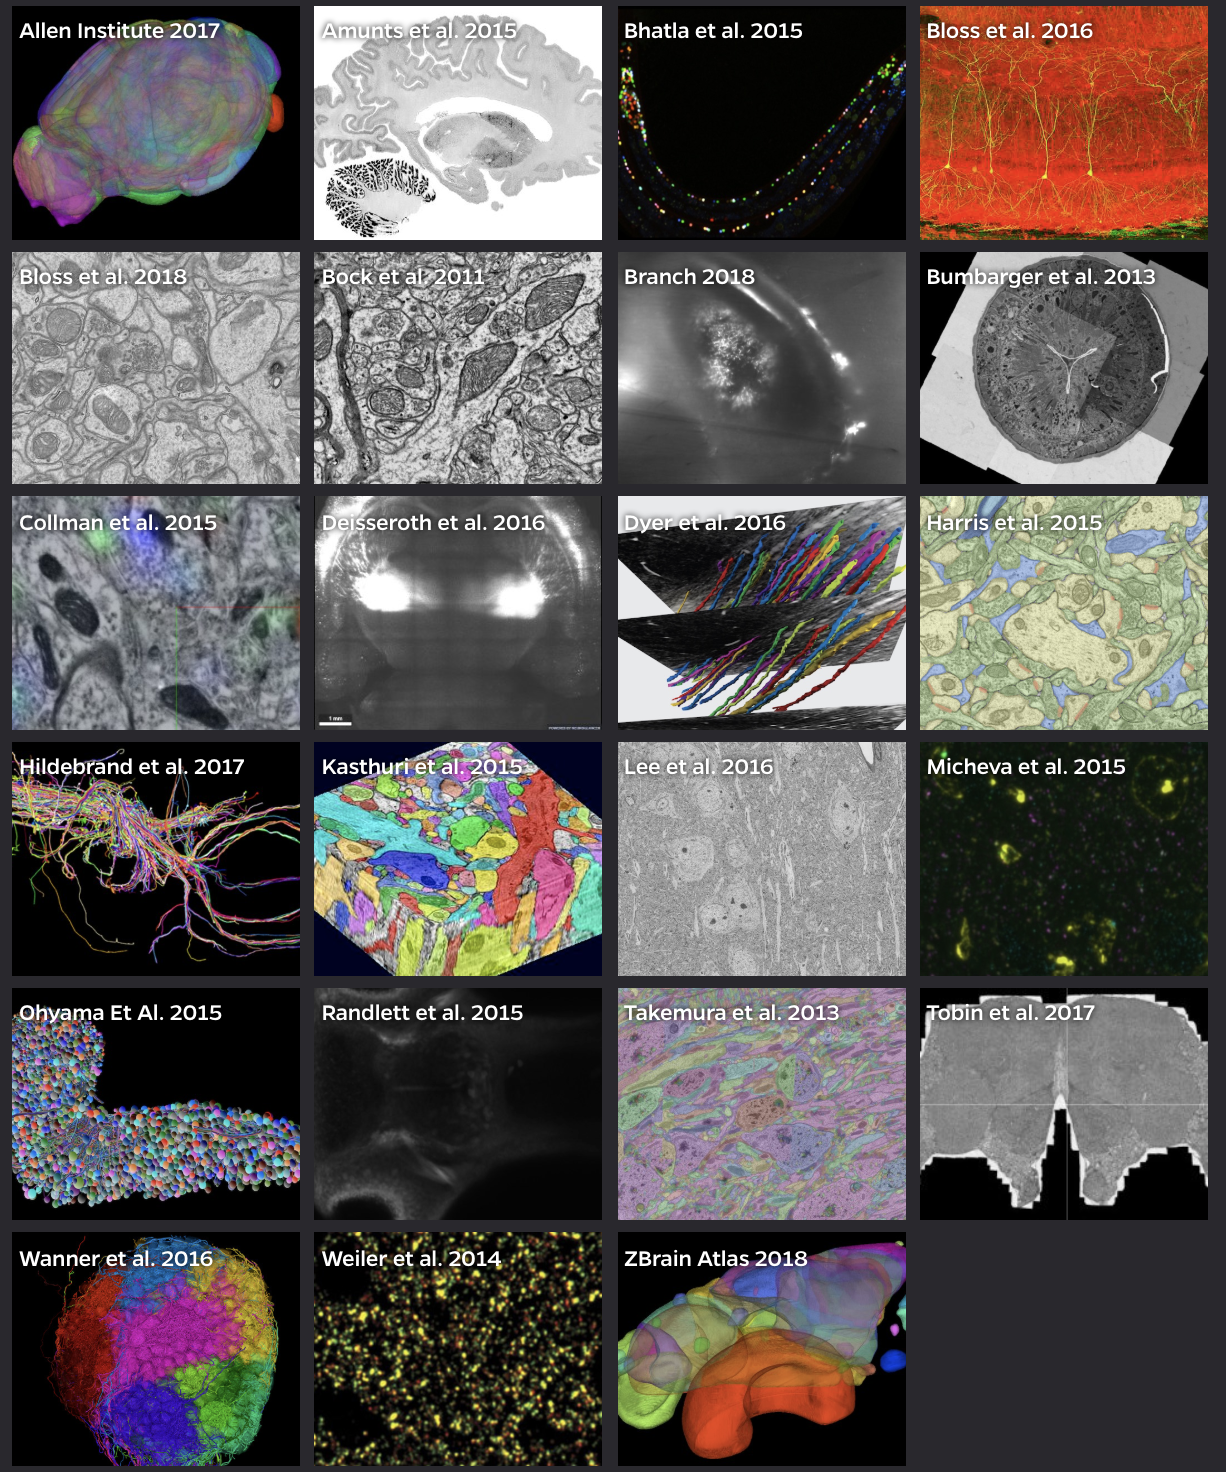 Allen Institute 2017
Amunts et al. 2015
Bhatla et al. 2015
Bloss et al. 2016
Bloss et al. 2018
Bock et al. 2011
Branch 2018
Bumbarger et al. 2013
Collman et al. 2015
Deisseroth et al. 2016
1 mm
Dyer et al. 2016
Harris et al. 2015
Hildebrand et al. 2017
Kasthuri et al. 2015
Lee et al. 2016
Micheva et al. 2015
Ohyama Et Al. 2015
Randlett et al. 2015
Takemura et al. 2013
Tobin et al. 2017
Wanner et al. 2016
Weiler et al. 2014
ZBrain Atlas 2018